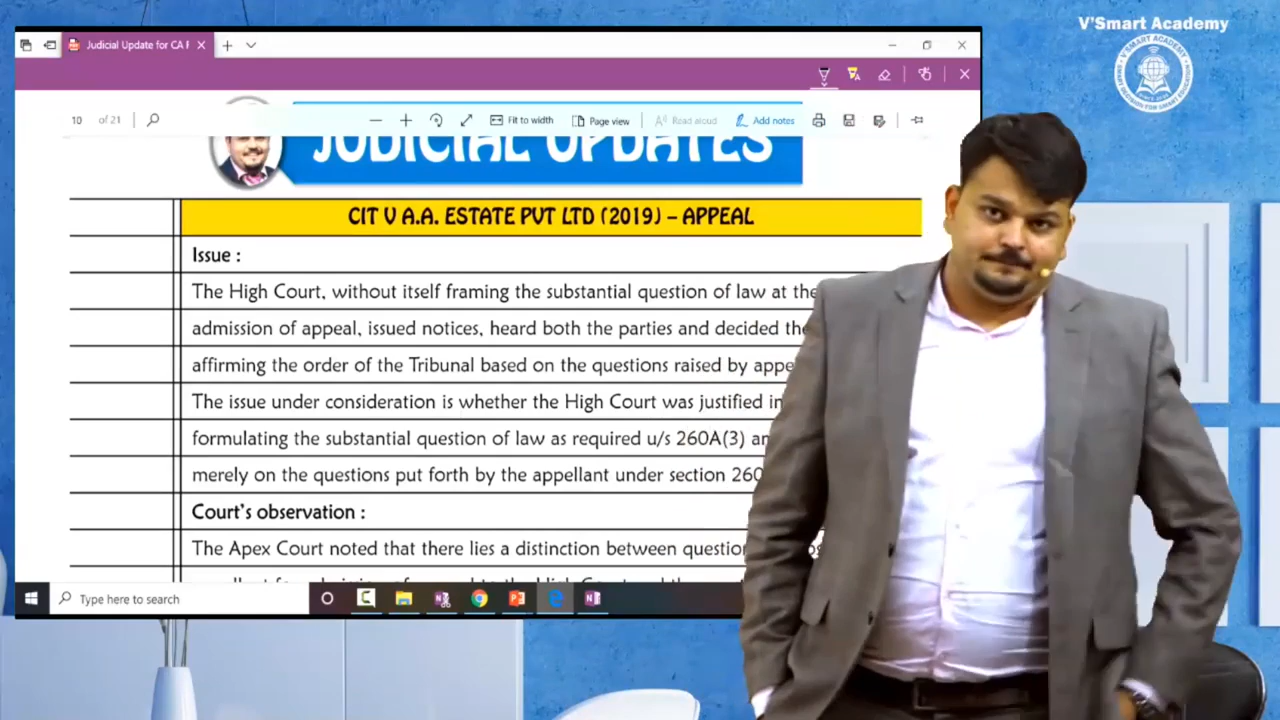 V'Smart Academy
V'SMART ACADEMY
Judicial Update for CA F
10 of 21
Fit to width
Page view
Read aloud
Add notes
JUDICIAL UPDATES
CIT V A.A. ESTATE PVT LTD (2019) – APPEAL
Issue :
The High Court, without itself framing the substantial question of law at the
admission of appeal, issued notices, heard both the parties and decided the
affirming the order of the Tribunal based on the questions raised by appe
The issue under consideration is whether the High Court was justified in
formulating the substantial question of law as required u/s 260A(3) an
merely on the questions put forth by the appellant under section 260
Court's observation :
The Apex Court noted that there lies a distinction between question
Type here to search